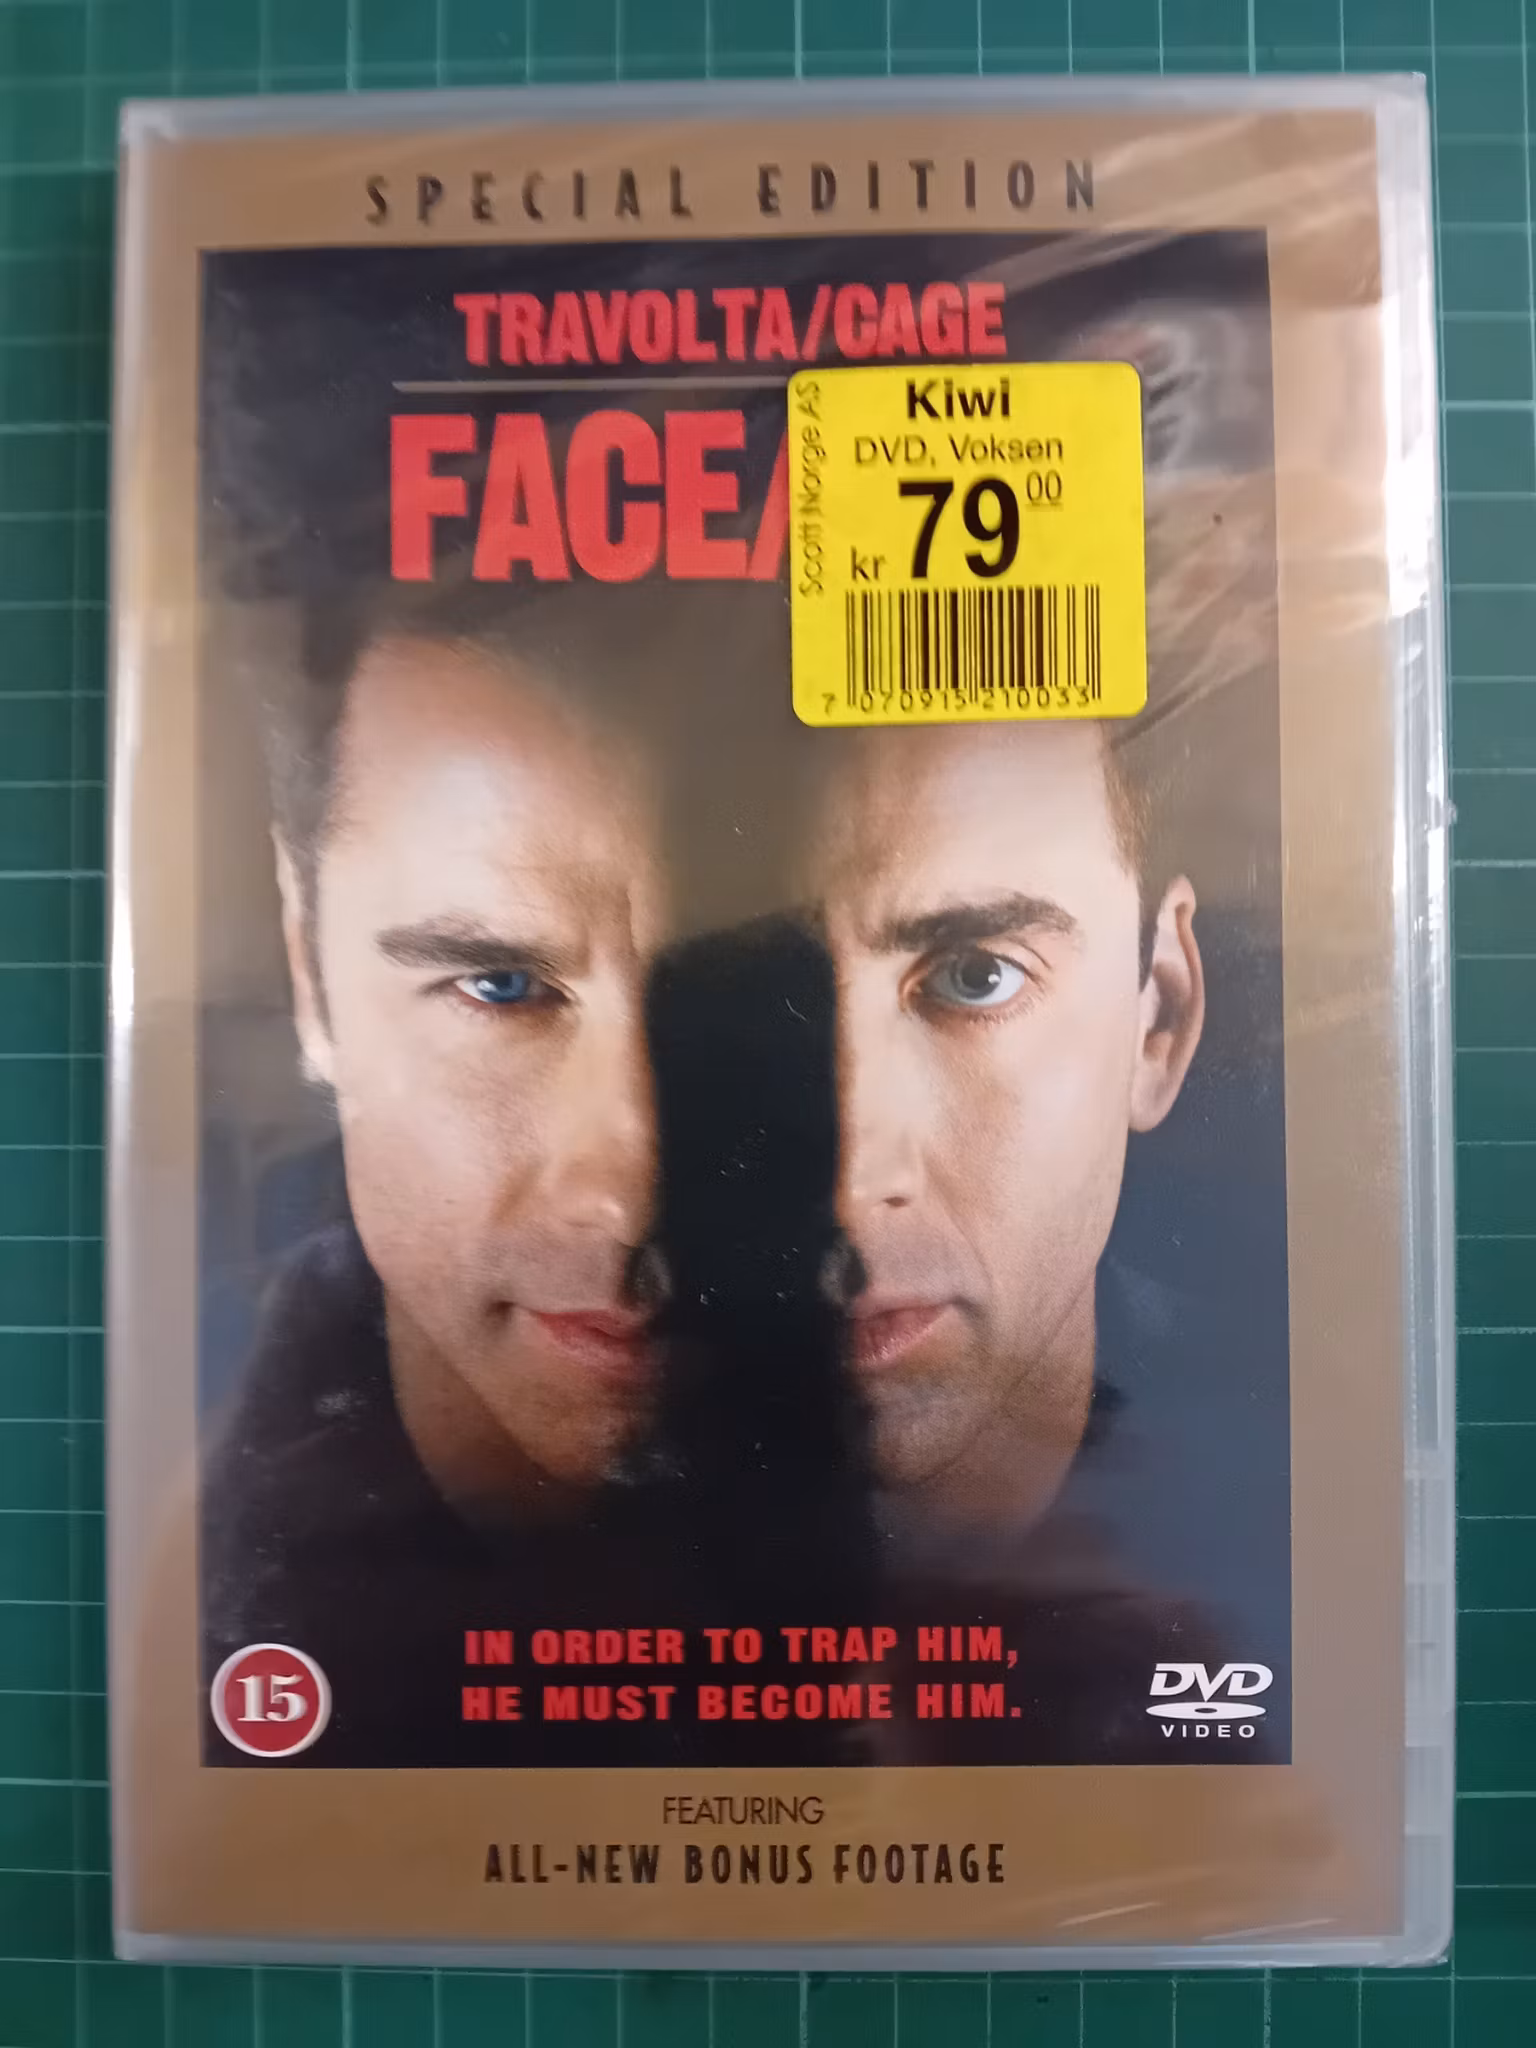 SPECIAL EDITION
TRAVOLTA/CAGE
FACE/
Kiwi
DVD, Voksen
kr 79 00
Scott Norge AS
7 070915 210033
IN ORDER TO TRAP HIM,
HE MUST BECOME HIM.
15
DVD
VIDEO
FEATURING
ALL-NEW BONUS FOOTAGE